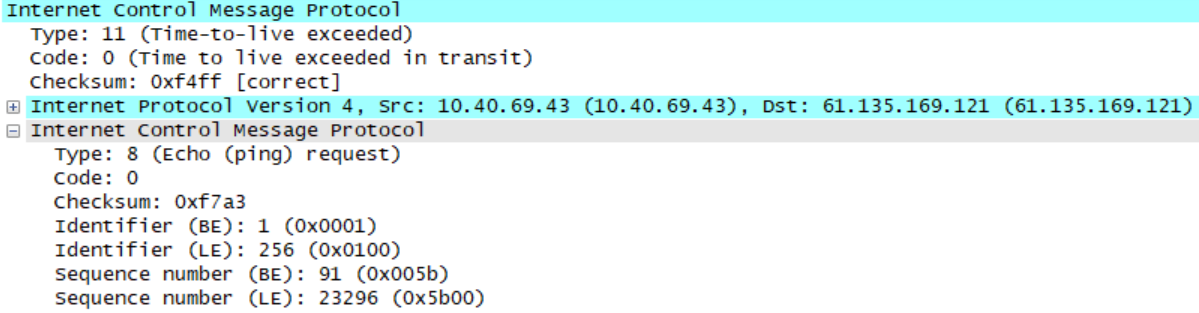 Internet Control Message Protocol
Type: 11 (Time-to-live exceeded)
Code: 0 (Time to live exceeded in transit)
Checksum: 0xf4ff [correct]
Internet Protocol Version 4, Src: 10.40.69.43 (10.40.69.43), Dst: 61.135.169.121 (61.135.169.121)
Internet Control Message Protocol
Type: 8 (Echo (ping) request)
Code: 0
Checksum: 0xf7a3
Identifier (BE): 1 (0x0001)
Identifier (LE): 256 (0x0100)
Sequence number (BE): 91 (0x005b)
Sequence number (LE): 23296 (0x5b00)